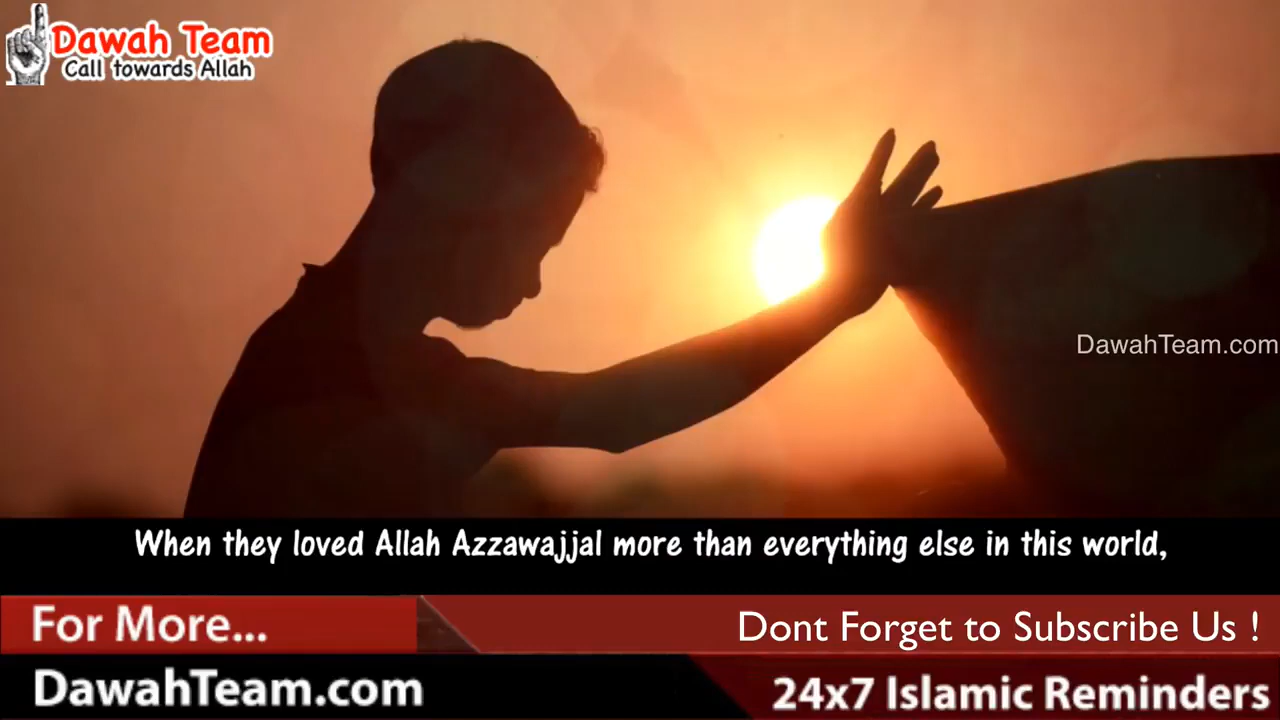 Dawah Team
Call towards Allah
DawahTeam.com
When they loved Allah Azzawajjal more than everything else in this world,
For More...
Dont Forget to Subscribe Us !
DawahTeam.com
24x7 Islamic Reminders